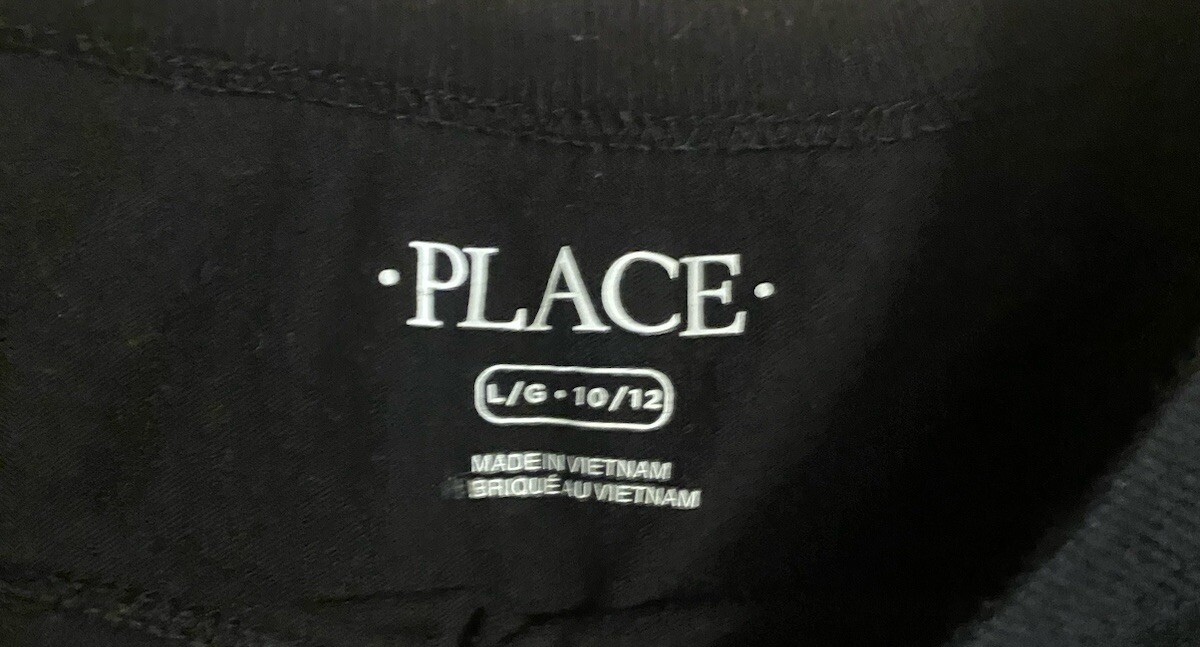 ·PLACE·
L/G·10/12
MADE IN VIETNAM
BRIQUÉ AU VIETNAM